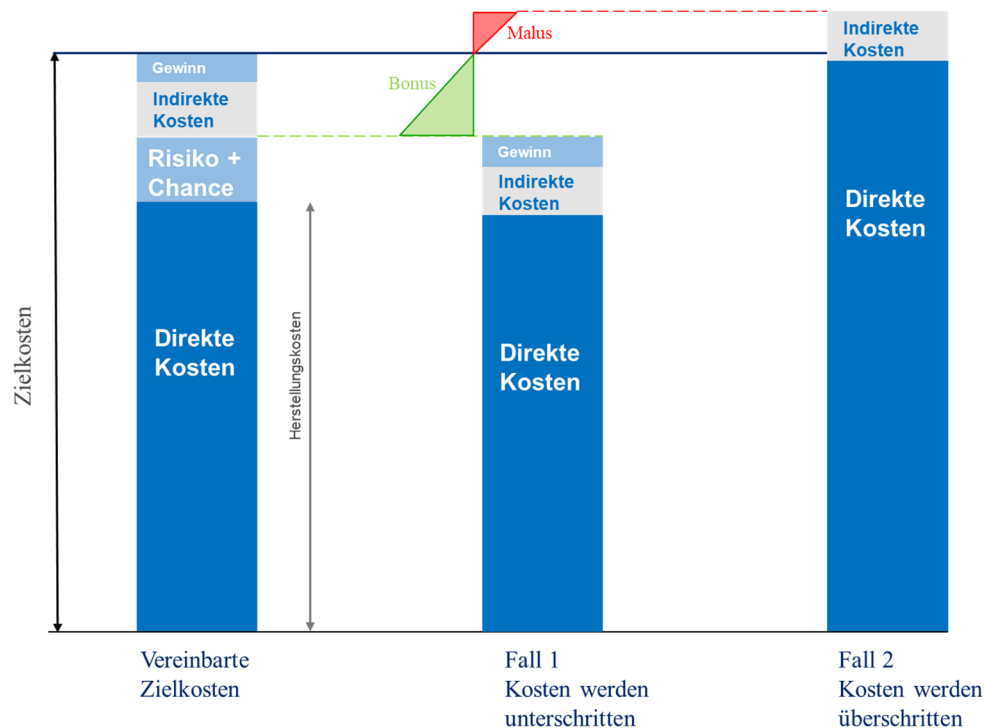 Malus
Bonus
Zielkosten
Gewinn
Indirekte
Kosten
Risiko +
Chance
Direkte
Kosten
Herstellungskosten
Gewinn
Indirekte
Kosten
Direkte
Kosten
Indirekte
Kosten
Direkte
Kosten
Vereinbarte
Zielkosten
Fall 1
Kosten werden
unterschritten
Fall 2
Kosten werden
überschritten